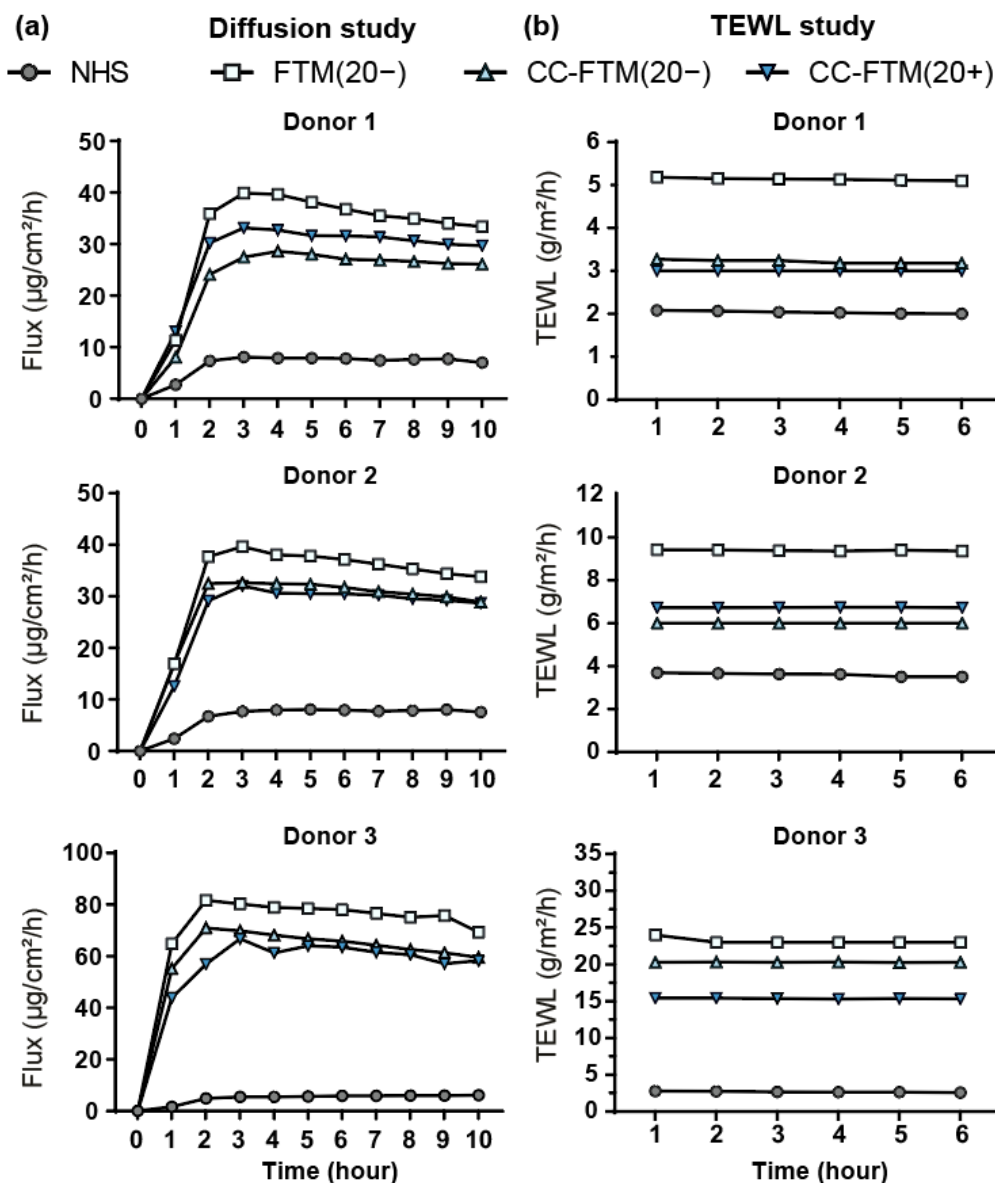 (a) Diffusion study (b) TEWL study
NHS FTM(20−) CC-FTM(20−) CC-FTM(20+)
Donor 1
Flux (µg/cm²/h)
50
40
30
20
10
0
0 1 2 3 4 5 6 7 8 9 10
Donor 1
TEWL (g/m²/h)
6
5
4
3
2
1
0
1 2 3 4 5 6
Donor 2
Flux (µg/cm²/h)
50
40
30
20
10
0
0 1 2 3 4 5 6 7 8 9 10
Donor 2
TEWL (g/m²/h)
12
10
8
6
4
2
0
1 2 3 4 5 6
Donor 3
Flux (µg/cm²/h)
100
80
60
40
20
0
0 1 2 3 4 5 6 7 8 9 10
Time (hour)
Donor 3
TEWL (g/m²/h)
35
30
25
20
15
10
5
0
1 2 3 4 5 6
Time (hour)